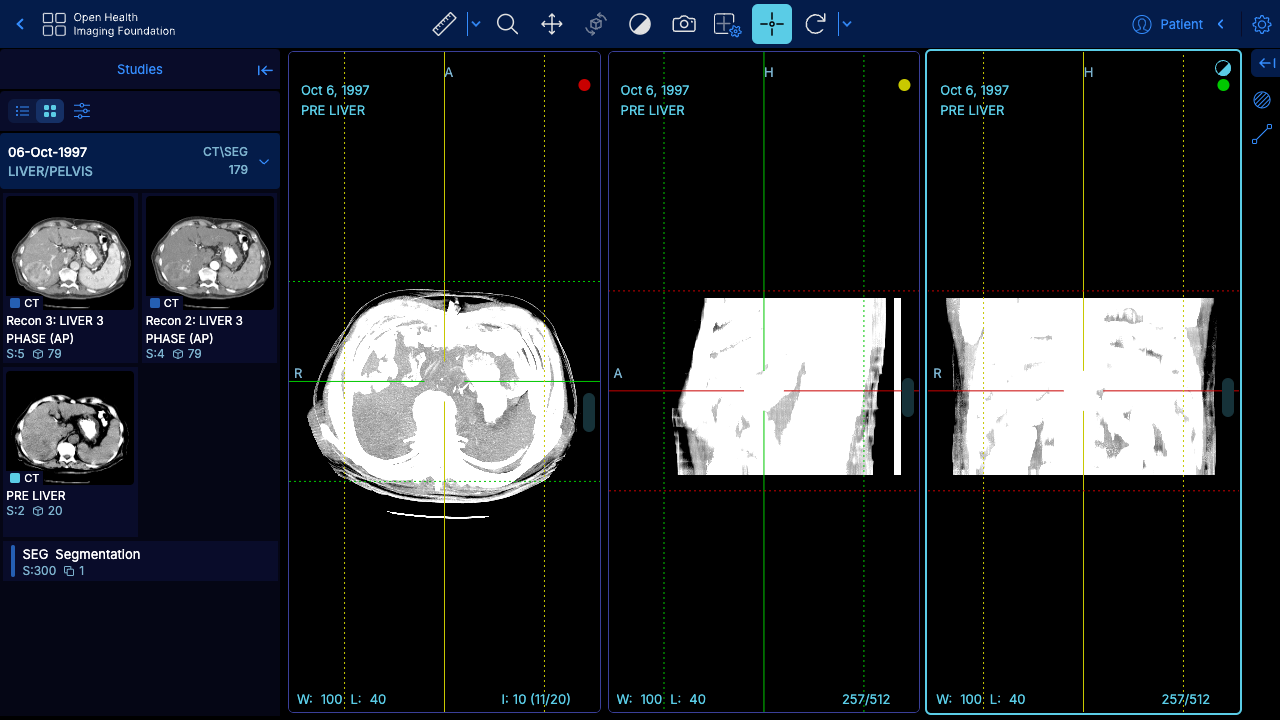 Open Health
Imaging Foundation
Patient
Studies
06-Oct-1997
CT\SEG
LIVER/PELVIS
179
CT
CT
Recon 3: LIVER 3
PHASE (AP)
S:5 79
Recon 2: LIVER 3
PHASE (AP)
S:4 79
CT
PRE LIVER
S:2 20
SEG Segmentation
S:300 1
A
Oct 6, 1997
PRE LIVER
R
W: 100 L: 40
I: 10 (11/20)
H
Oct 6, 1997
PRE LIVER
A
W: 100 L: 40
257/512
H
Oct 6, 1997
PRE LIVER
R
W: 100 L: 40
257/512